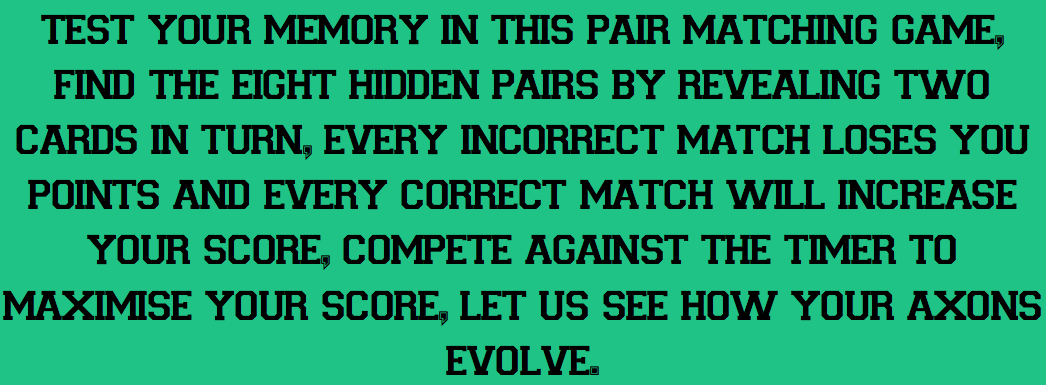 TEST YOUR MEMORY IN THIS PAIR MATCHING GAME,
FIND THE EIGHT HIDDEN PAIRS BY REVEALING TWO
CARDS IN TURN, EVERY INCORRECT MATCH LOSES YOU
POINTS AND EVERY CORRECT MATCH WILL INCREASE
YOUR SCORE, COMPETE AGAINST THE TIMER TO
MAXIMISE YOUR SCORE, LET US SEE HOW YOUR AXONS
EVOLVE.